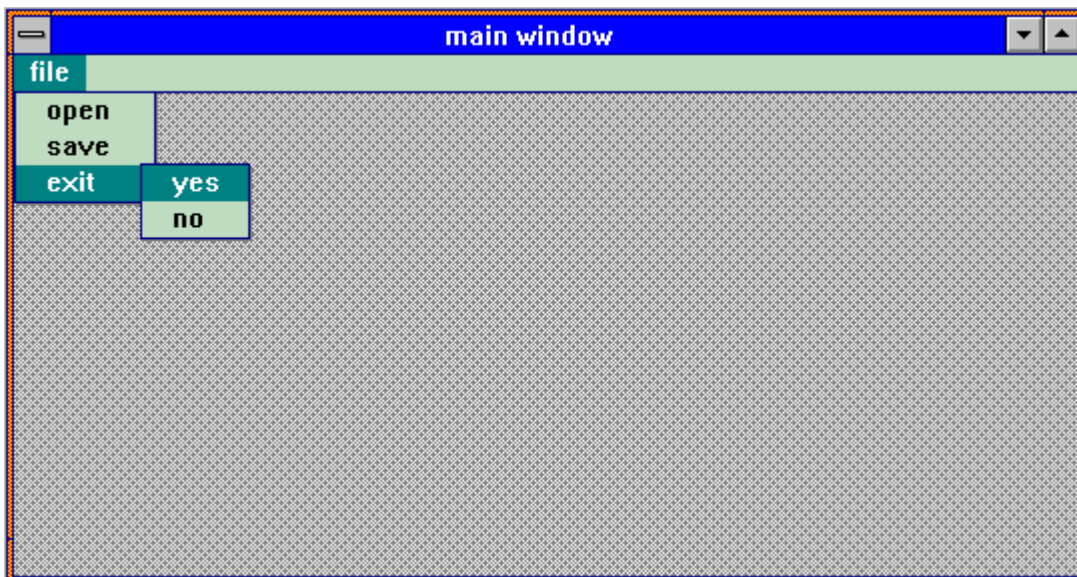 main window
file
open
save
exit yes
no